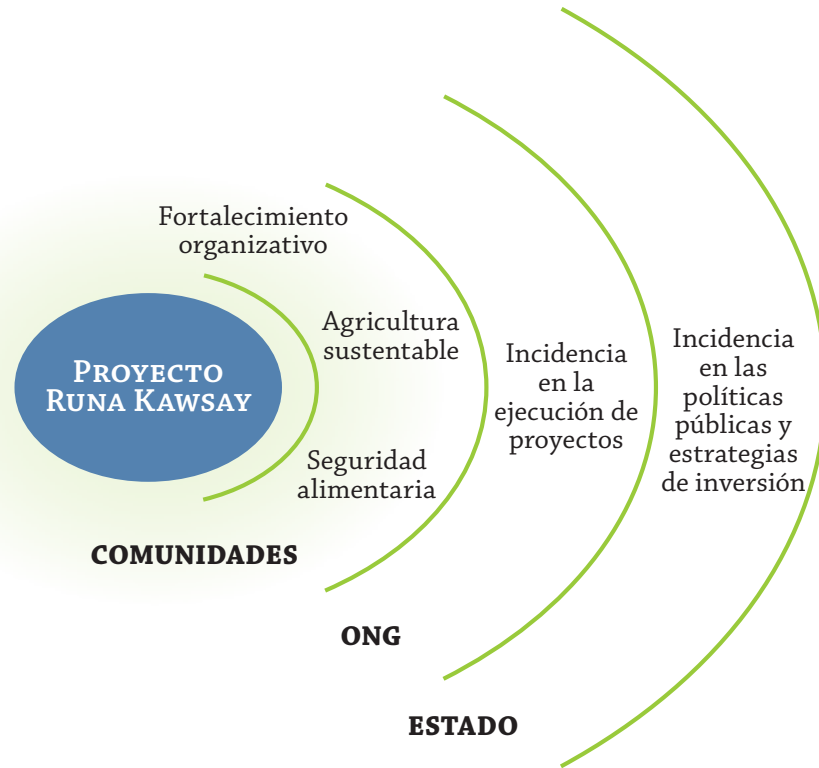 Fortalecimiento
organizativo
Proyecto
Runa Kawsay
Agricultura
sustentable
Seguridad
alimentaria
Incidencia
en la
ejecución de
proyectos
Incidencia
en las
políticas
públicas y
estrategias
de inversión
COMUNIDADES
ONG
ESTADO